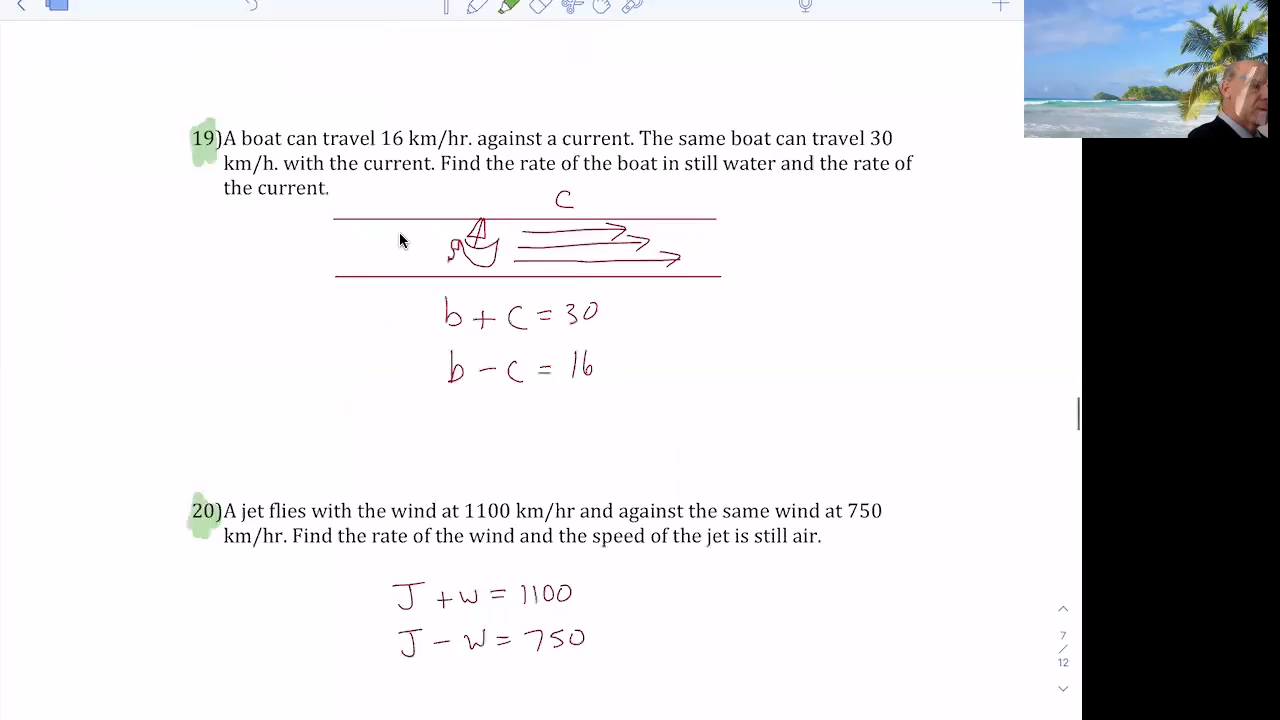 19)A boat can travel 16 km/hr. against a current. The same boat can travel 30
km/h. with the current. Find the rate of the boat in still water and the rate of
the current.
C
b + c = 30
b - c = 16
20)A jet flies with the wind at 1100 km/hr and against the same wind at 750
km/hr. Find the rate of the wind and the speed of the jet is still air.
J + w = 1100
J - w = 750
7
/
12